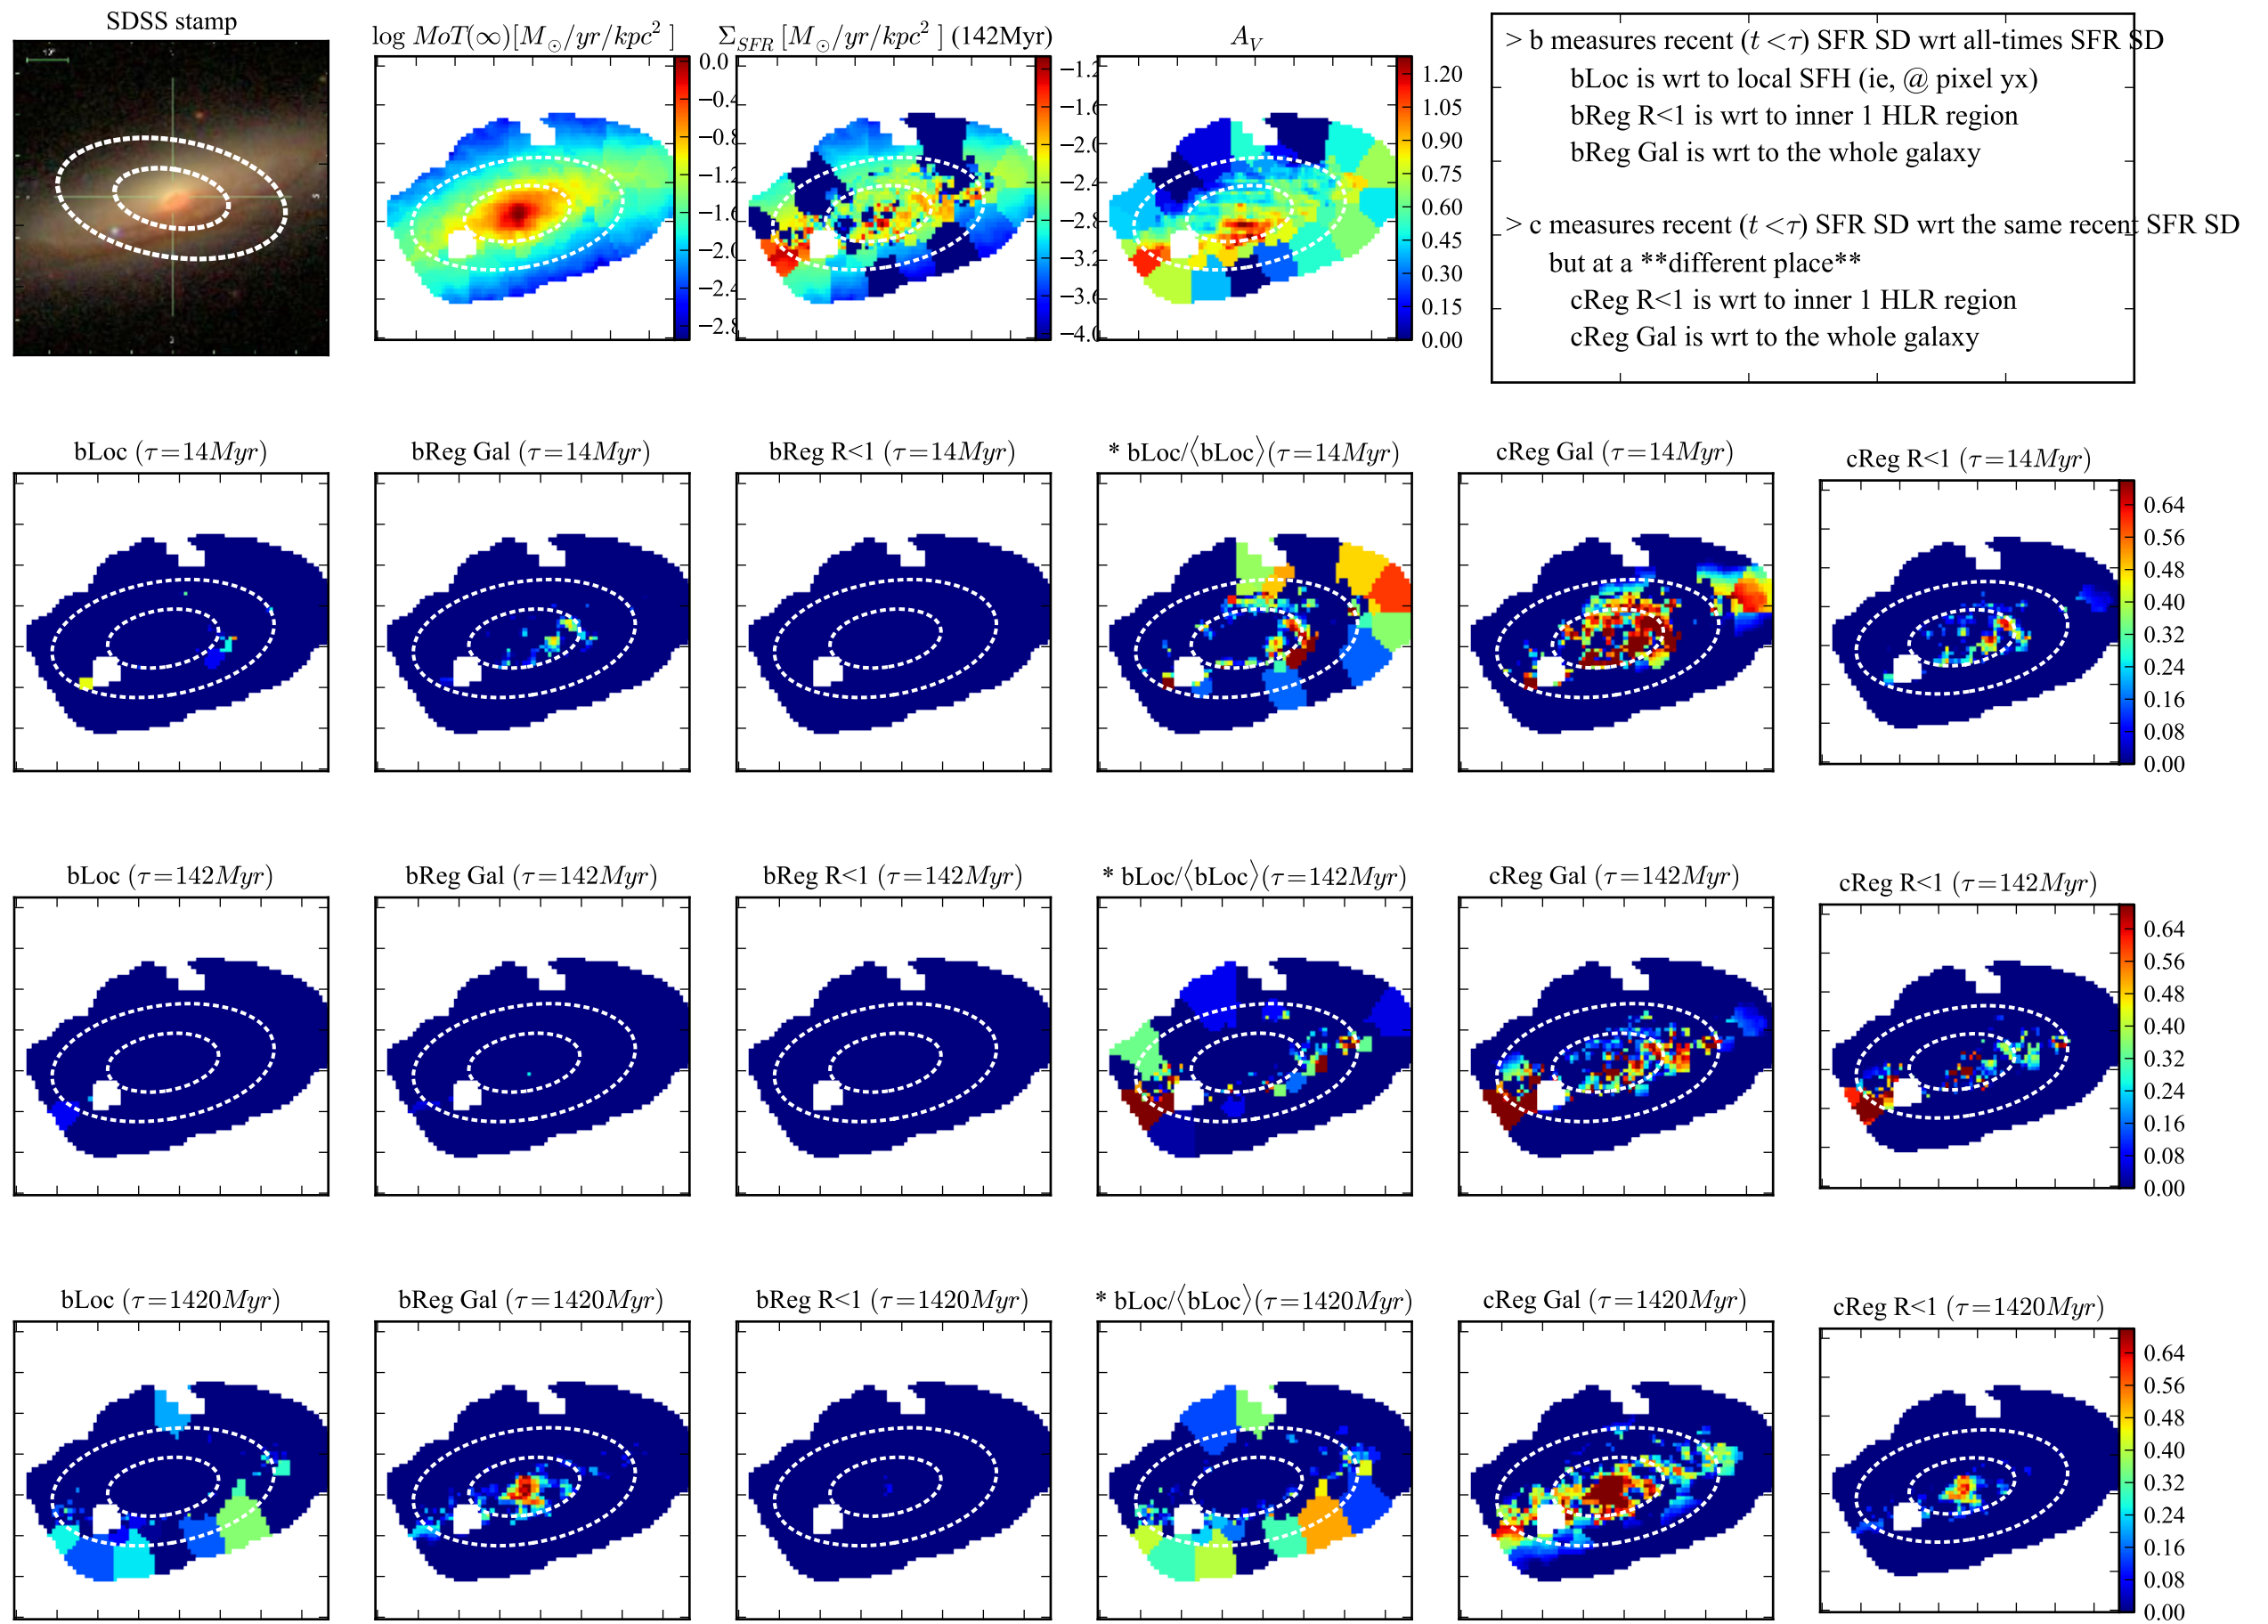 SDSS stamp
log MoT(∞)[M⊙/yr/kpc²]
Σ_SFR [M⊙/yr/kpc²] (142Myr)
A_V
0.0
−0.4
−0.8
−1.2
−1.6
−2.0
−2.4
−2.8
−1.2
−1.6
−2.0
−2.4
−2.8
−3.2
−3.6
−4.0
1.20
1.05
0.90
0.75
0.60
0.45
0.30
0.15
0.00
> b measures recent (t<τ) SFR SD wrt all-times SFR SD
bLoc is wrt to local SFH (ie, @ pixel yx)
bReg R<1 is wrt to inner 1 HLR region
bReg Gal is wrt to the whole galaxy
> c measures recent (t<τ) SFR SD wrt the same recent SFR SD
but at a **different place**
cReg R<1 is wrt to inner 1 HLR region
cReg Gal is wrt to the whole galaxy
bLoc (τ=14Myr)
bReg Gal (τ=14Myr)
bReg R<1 (τ=14Myr)
* bLoc/⟨bLoc⟩(τ=14Myr)
cReg Gal (τ=14Myr)
cReg R<1 (τ=14Myr)
0.64
0.56
0.48
0.40
0.32
0.24
0.16
0.08
0.00
bLoc (τ=142Myr)
bReg Gal (τ=142Myr)
bReg R<1 (τ=142Myr)
* bLoc/⟨bLoc⟩(τ=142Myr)
cReg Gal (τ=142Myr)
cReg R<1 (τ=142Myr)
0.64
0.56
0.48
0.40
0.32
0.24
0.16
0.08
0.00
bLoc (τ=1420Myr)
bReg Gal (τ=1420Myr)
bReg R<1 (τ=1420Myr)
* bLoc/⟨bLoc⟩(τ=1420Myr)
cReg Gal (τ=1420Myr)
cReg R<1 (τ=1420Myr)
0.64
0.56
0.48
0.40
0.32
0.24
0.16
0.08
0.00